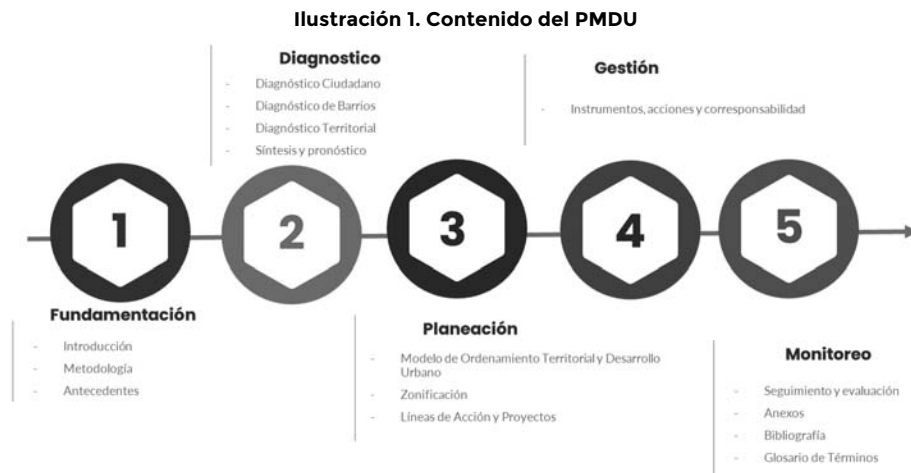 Ilustración 1. Contenido del PMDU
Diagnostico
- Diagnóstico Ciudadano
- Diagnóstico de Barrios
- Diagnóstico Territorial
- Síntesis y pronóstico
Gestión
- Instrumentos, acciones y corresponsabilidad
1
2
3
4
5
Fundamentación
- Introducción
- Metodología
- Antecedentes
Planeación
- Modelo de Ordenamiento Territorial y Desarrollo
Urbano
- Zonificación
- Líneas de Acción y Proyectos
Monitoreo
- Seguimiento y evaluación
- Anexos
- Bibliografía
- Glosario de Términos